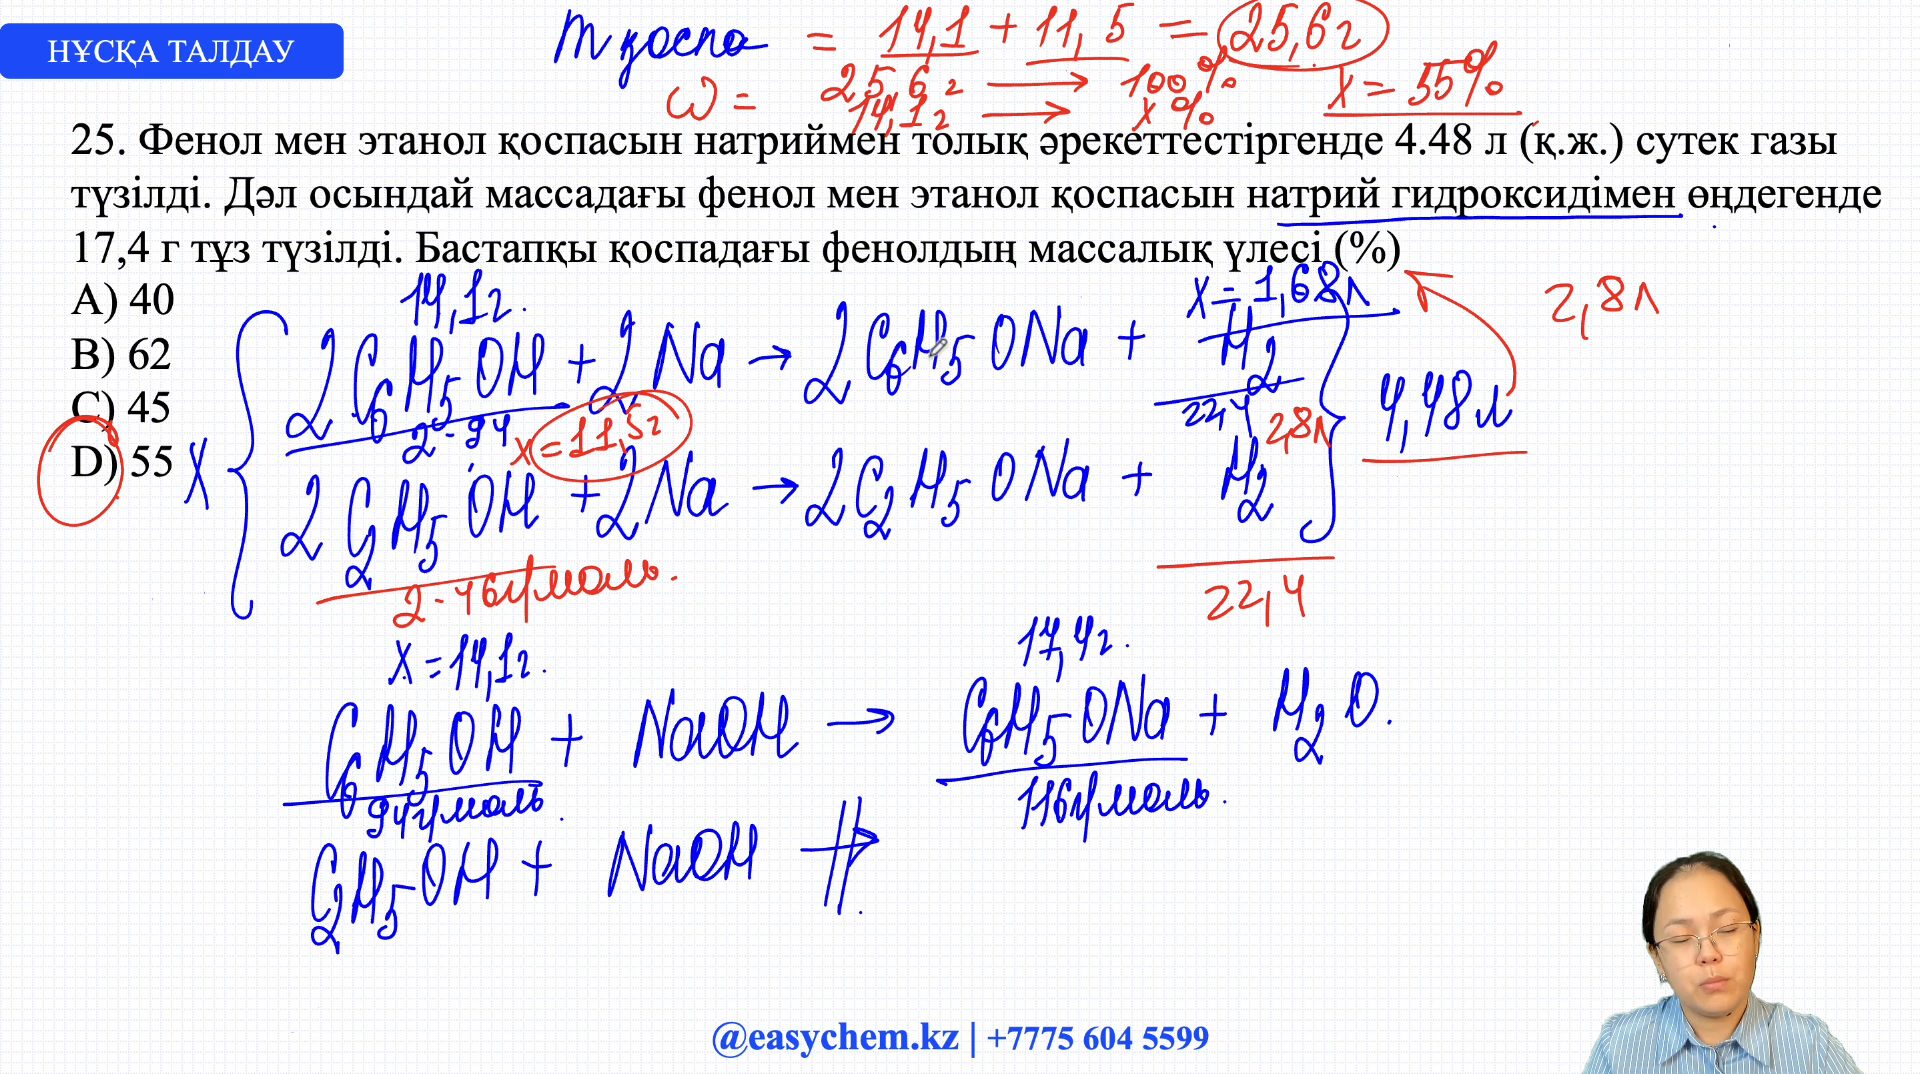 НҰСҚА ТАЛДАУ
m қоспа = 14,1 + 11,5 = 25,6 г
ω = 25,6 г → 100%
14,1 г → x%
x = 55%
25. Фенол мен этанол қоспасын натриймен толық әрекеттестіргенде 4.48 л (қ.ж.) сутек газы
түзілді. Дәл осындай массадағы фенол мен этанол қоспасын натрий гидроксидімен өңдегенде
17,4 г тұз түзілді. Бастапқы қоспадағы фенолдың массалық үлесі (%)
A) 40
B) 62
C) 45
D) 55
14,1 г.
x = 1,68 л
2,8 л
2C6H5OH + 2Na → 2C6H5ONa + H2
2·94
22,4
4,48 л
x = 11,5 г
2,8 л
x
2C2H5OH + 2Na → 2C2H5ONa + H2
2·46 г/моль.
22,4
x = 14,1 г.
17,4 г.
C6H5OH + NaOH → C6H5ONa + H2O.
94 г/моль.
116 г/моль.
C2H5OH + NaOH ↛
@easychem.kz | +7775 604 5599